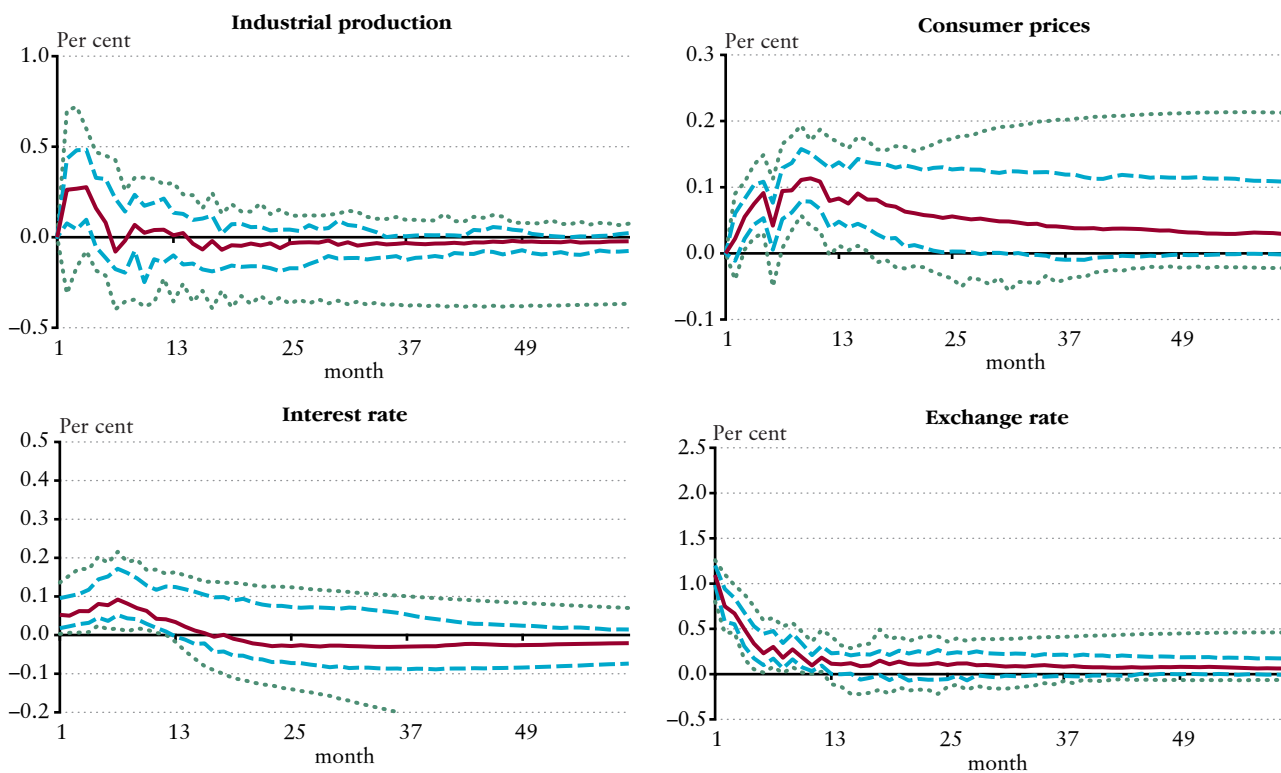 Industrial production
Per cent
1.0
0.5
0.0
–0.5
1 13 25 37 49
month
Consumer prices
Per cent
0.3
0.2
0.1
0.0
–0.1
1 13 25 37 49
month
Interest rate
Per cent
0.5
0.4
0.3
0.2
0.1
0.0
–0.1
–0.2
1 13 25 37 49
month
Exchange rate
Per cent
2.5
2.0
1.5
1.0
0.5
0.0
–0.5
1 13 25 37 49
month